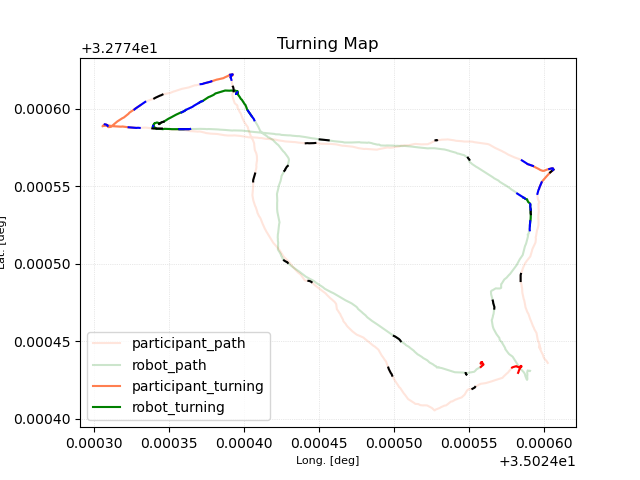 Turning Map
+3.2774e1
0.00060
0.00055
0.00050
0.00045
0.00040
Lat. [deg]
participant_path
robot_path
participant_turning
robot_turning
0.00030 0.00035 0.00040 0.00045 0.00050 0.00055 0.00060
Long. [deg]
+3.5024e1